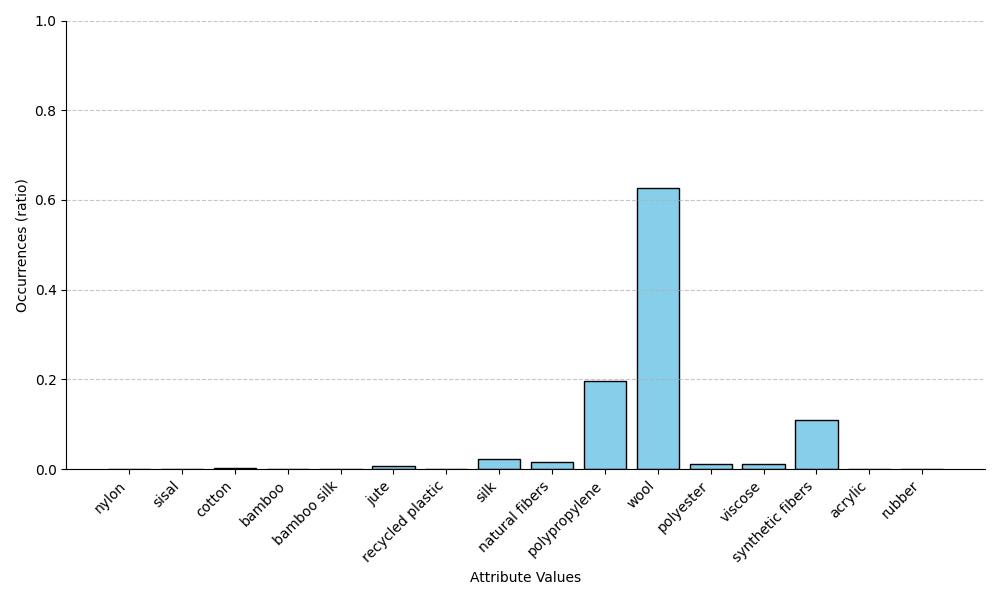 1.0
0.8
0.6
0.4
0.2
0.0
Occurrences (ratio)
nylon
sisal
cotton
bamboo
bamboo silk
jute
recycled plastic
silk
natural fibers
polypropylene
wool
polyester
viscose
synthetic fibers
acrylic
rubber
Attribute Values